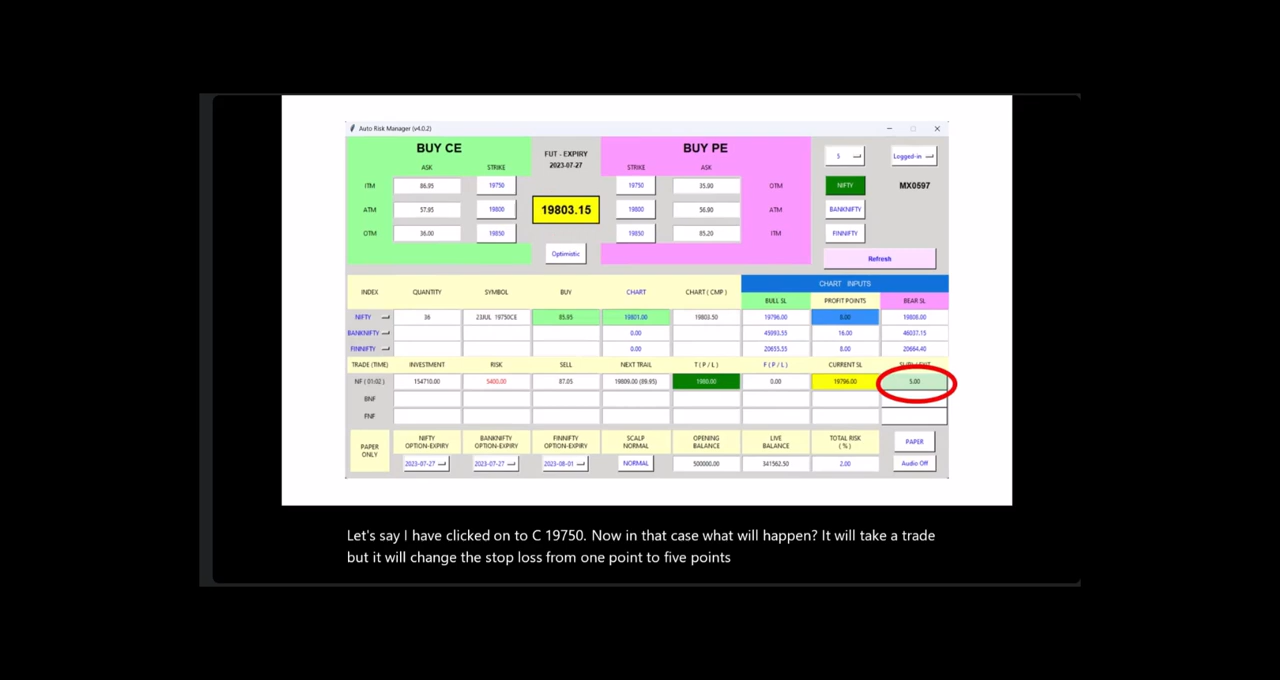 Auto Risk Manager (v4.0.2)
BUY CE
FUT - EXPIRY
2023-07-27
BUY PE
ASK STRIKE STRIKE ASK
5 Logged-in
ITM 86.95 19750 19750 35.90 OTM NIFTY MX0597
ATM 57.95 19800 19803.15 19800 56.90 ATM BANKNIFTY
OTM 36.00 19850 19850 85.20 ITM FINNIFTY
Optimistic Refresh
CHART INPUTS
INDEX QUANTITY SYMBOL BUY CHART CHART ( CMP ) BULL SL PROFIT POINTS BEAR SL
NIFTY 36 23JUL 19750CE 85.95 19801.00 19803.50 19796.00 8.00 19808.00
BANKNIFTY 0.00 45993.55 16.00 46037.15
FINNIFTY 0.00 20655.55 8.00 20684.40
TRADE (TIME) INVESTMENT RISK SELL NEXT TRAIL T ( P / L ) F ( P / L ) CURRENT SL
NF ( 01:02 ) 154710.00 5400.00 87.05 19809.00 (89.95) 1980.00 0.00 19796.00 5.00
BNF
FNF
PAPER ONLY NIFTY OPTION-EXPIRY BANKNIFTY OPTION-EXPIRY FINNIFTY OPTION-EXPIRY SCALP NORMAL OPENING BALANCE LIVE BALANCE TOTAL RISK ( % ) PAPER
2023-07-27 2023-07-27 2023-08-01 NORMAL 500000.00 341562.50 2.00 Audio Off
Let's say I have clicked on to C 19750. Now in that case what will happen? It will take a trade
but it will change the stop loss from one point to five points